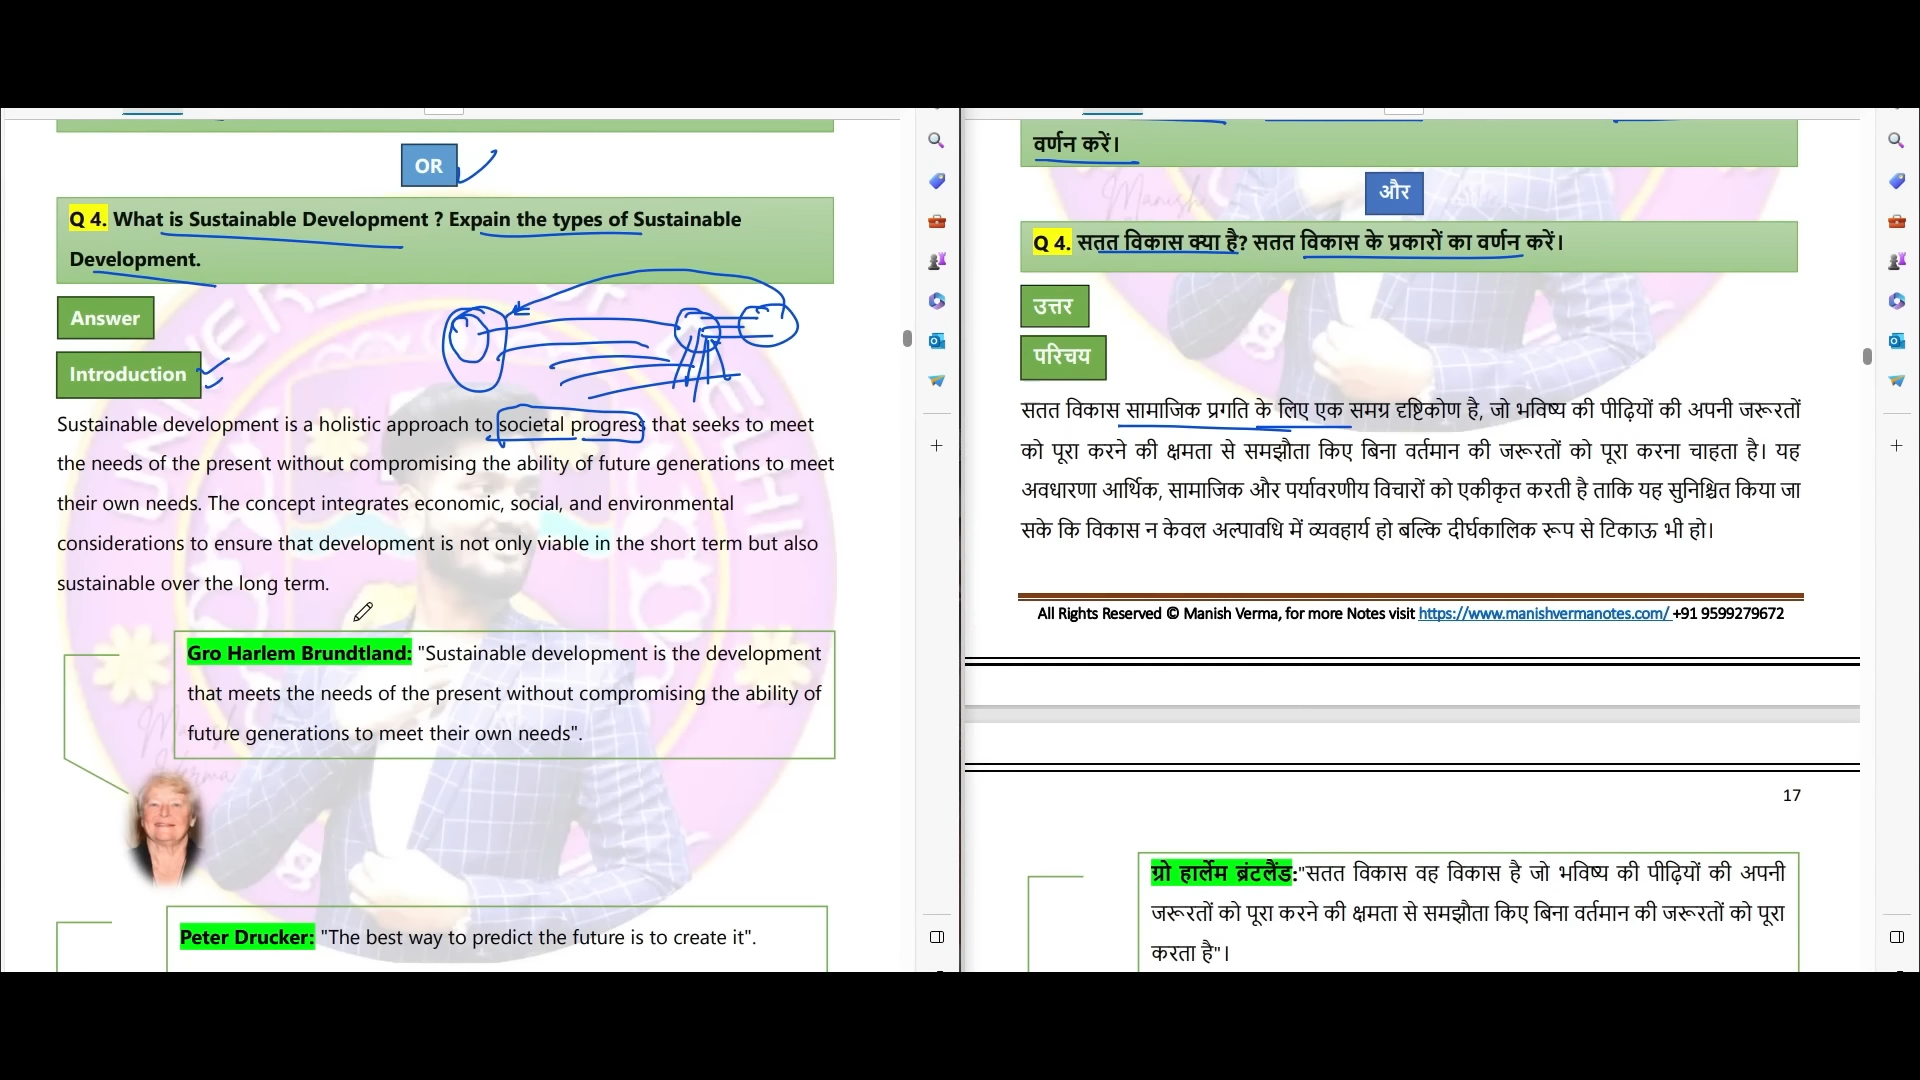 OR
Q 4. What is Sustainable Development ? Expain the types of Sustainable
Development.
Answer
Introduction
Sustainable development is a holistic approach to societal progress that seeks to meet
the needs of the present without compromising the ability of future generations to meet
their own needs. The concept integrates economic, social, and environmental
considerations to ensure that development is not only viable in the short term but also
sustainable over the long term.
Gro Harlem Brundtland: "Sustainable development is the development
that meets the needs of the present without compromising the ability of
future generations to meet their own needs".
Peter Drucker: "The best way to predict the future is to create it".
वर्णन करें।
और
Q 4. सतत विकास क्या है? सतत विकास के प्रकारों का वर्णन करें।
उत्तर
परिचय
सतत विकास सामाजिक प्रगति के लिए एक समग्र दृष्टिकोण है, जो भविष्य की पीढ़ियों की अपनी जरूरतों
को पूरा करने की क्षमता से समझौता किए बिना वर्तमान की जरूरतों को पूरा करना चाहता है। यह
अवधारणा आर्थिक, सामाजिक और पर्यावरणीय विचारों को एकीकृत करती है ताकि यह सुनिश्चित किया जा
सके कि विकास न केवल अल्पावधि में व्यवहार्य हो बल्कि दीर्घकालिक रूप से टिकाऊ भी हो।
All Rights Reserved © Manish Verma, for more Notes visit https://www.manishvermanotes.com/ +91 9599279672
17
ग्रो हार्लेम ब्रंटलैंड:"सतत विकास वह विकास है जो भविष्य की पीढ़ियों की अपनी
जरूरतों को पूरा करने की क्षमता से समझौता किए बिना वर्तमान की जरूरतों को पूरा
करता है"।